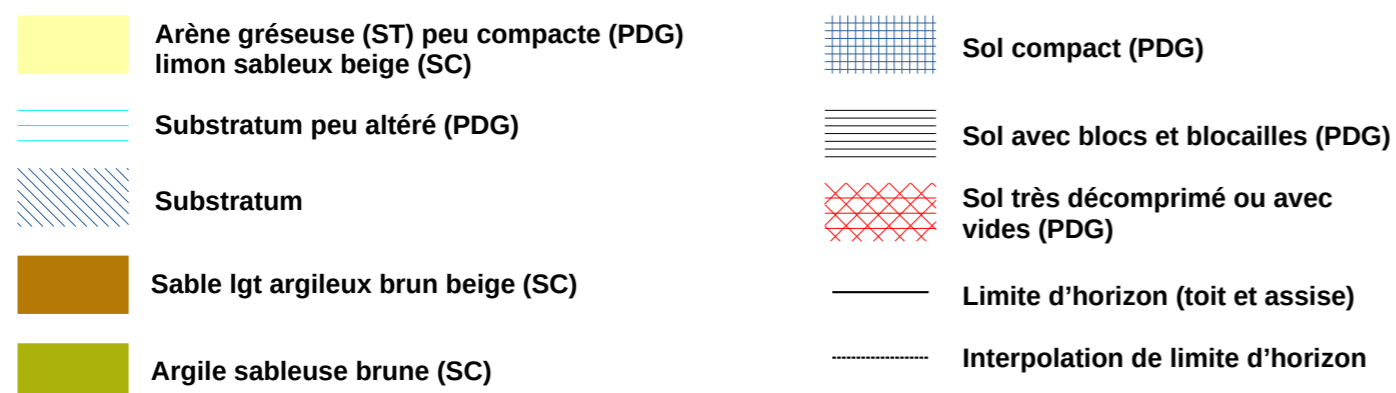 Arène gréseuse (ST) peu compacte (PDG)
limon sableux beige (SC)
Substratum peu altéré (PDG)
Substratum
Sable lgt argileux brun beige (SC)
Argile sableuse brune (SC)
Sol compact (PDG)
Sol avec blocs et blocailles (PDG)
Sol très décomprimé ou avec
vides (PDG)
Limite d’horizon (toit et assise)
Interpolation de limite d’horizon